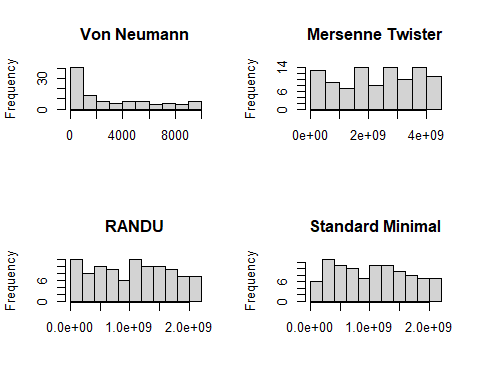 Von Neumann
Frequency
0 30
0 4000 8000
Mersenne Twister
Frequency
0 6 14
0e+00 2e+09 4e+09
RANDU
Frequency
0 6
0.0e+00 1.0e+09 2.0e+09
Standard Minimal
Frequency
0 6
0.0e+00 1.0e+09 2.0e+09